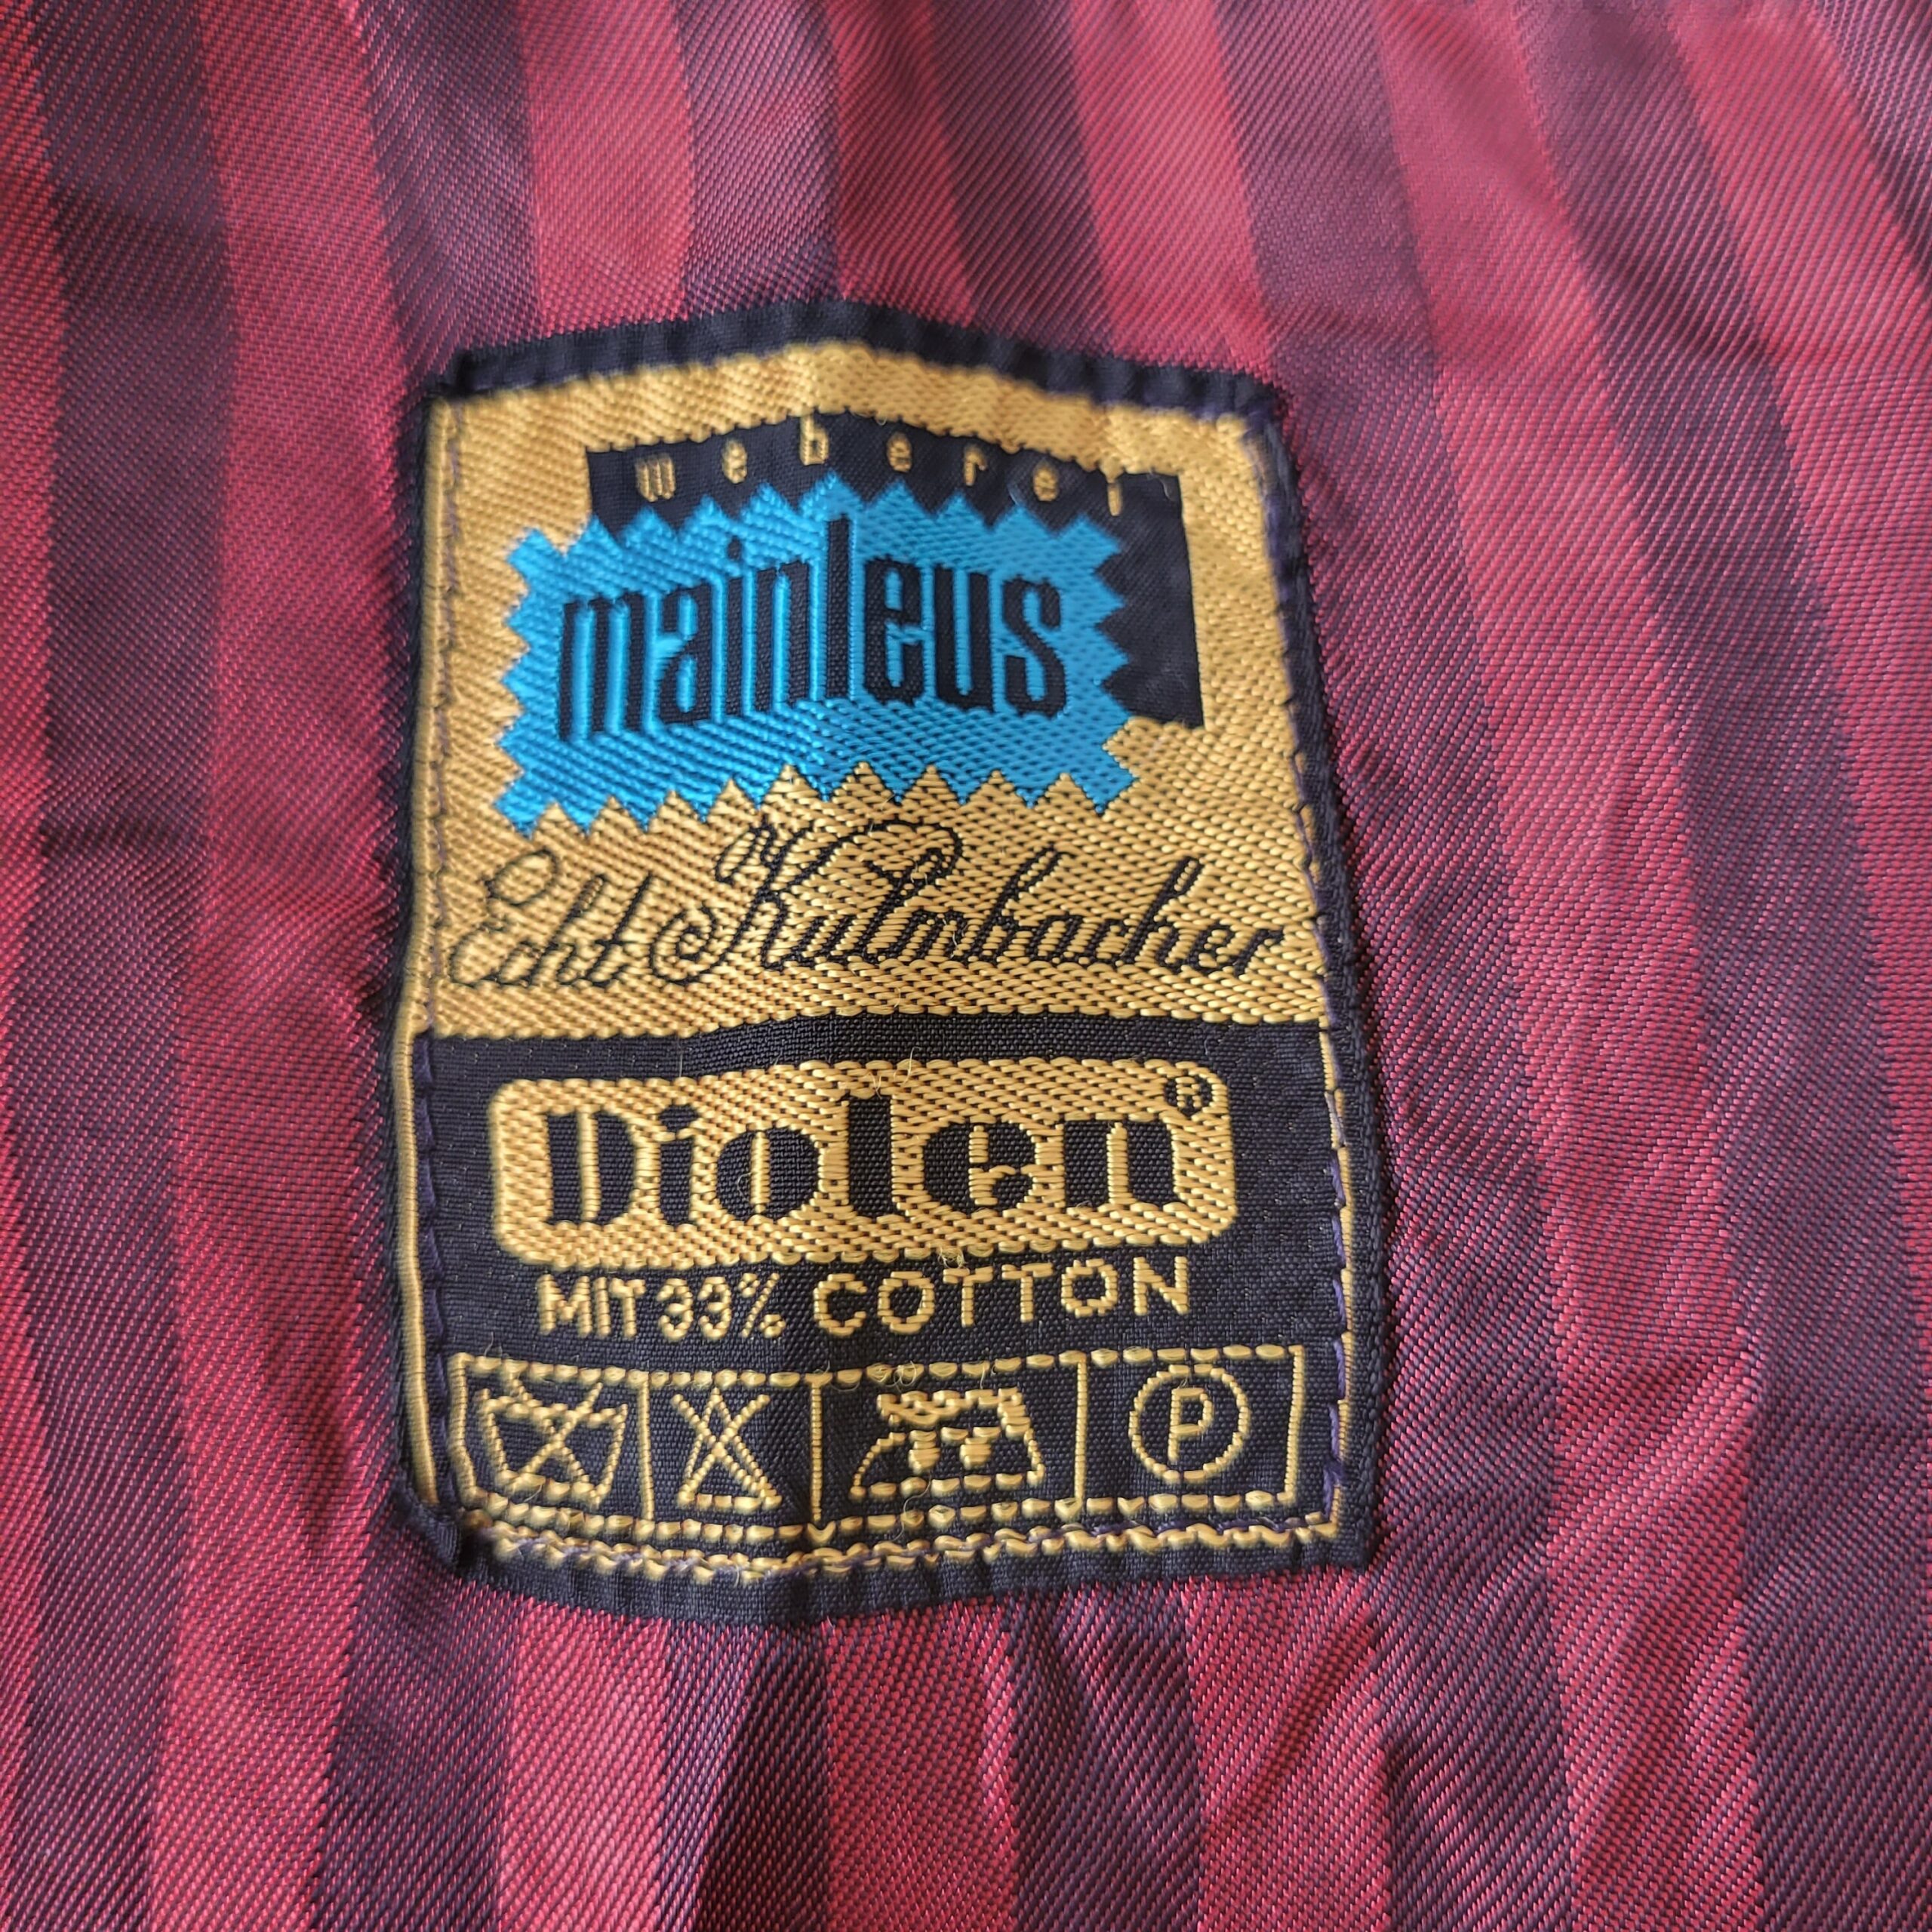 weberei
mainleus
Echt Kulmbacher
Diolen®
MIT 33% COTTON
P